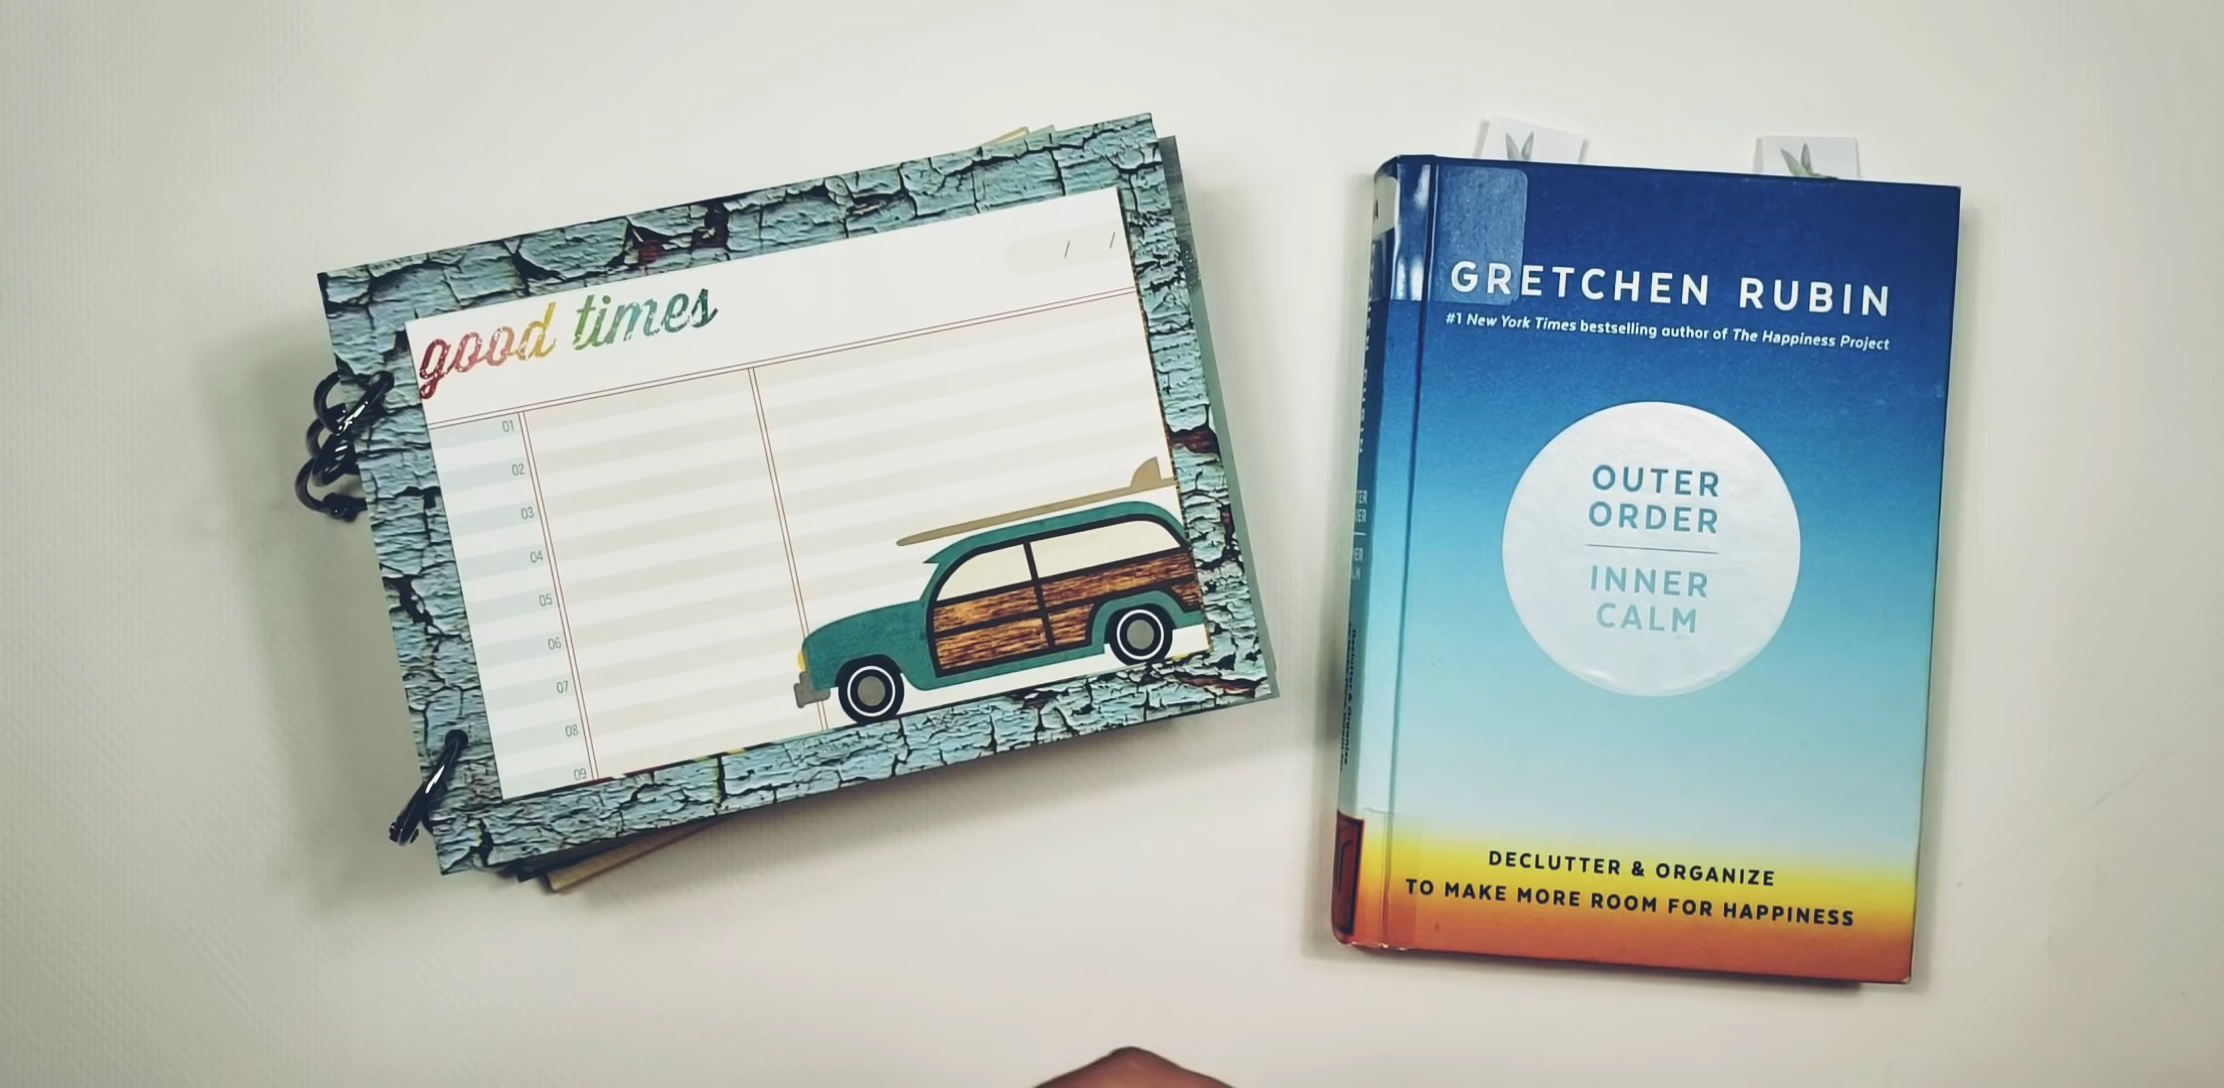 good times
/ /
01
02
03
04
05
06
07
08
09
GRETCHEN RUBIN
#1 New York Times bestselling author of The Happiness Project
OUTER
ORDER
INNER
CALM
DECLUTTER & ORGANIZE
TO MAKE MORE ROOM FOR HAPPINESS